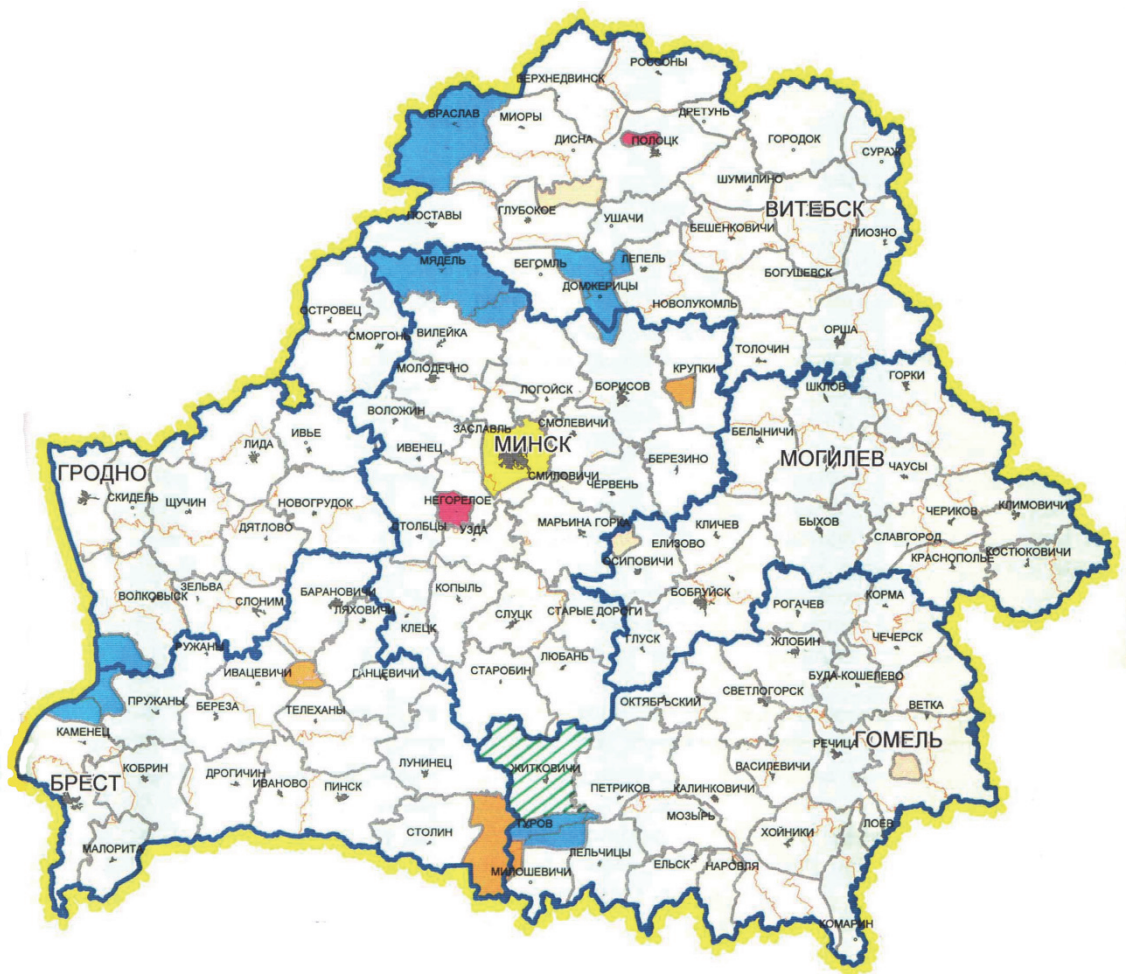 РОССОНЫ
ВЕРХНЕДВИНСК
БРАСЛАВ
МИОРЫ
ДРЕТУНЬ
ДИСНА
ПОЛОЦК
ГОРОДОК
СУРАЖ
ШУМИЛИНО
ПОСТАВЫ
ГЛУБОКОЕ
УШАЧИ
ВИТЕБСК
БЕШЕНКОВИЧИ
ЛИОЗНО
МЯДЕЛЬ
БЕГОМЛЬ
ЛЕПЕЛЬ
БОГУШЕВСК
ДОМЖЕРИЦЫ
НОВОЛУКОМЛЬ
ОСТРОВЕЦ
СМОРГОНЬ
ВИЛЕЙКА
ОРША
ТОЛОЧИН
МОЛОДЕЧНО
КРУПКИ
ГОРКИ
ЛОГОЙСК
БОРИСОВ
ШКЛОВ
ВОЛОЖИН
ЗАСЛАВЛЬ
СМОЛЕВИЧИ
ИВЬЕ
ЛИДА
ИВЕНЕЦ
МИНСК
БЕЛЫНИЧИ
МОГИЛЕВ
БЕРЕЗИНО
ГРОДНО
СМИЛОВИЧИ
ЧАУСЫ
СКИДЕЛЬ
ЩУЧИН
НОВОГРУДОК
НЕГОРЕЛОЕ
ЧЕРВЕНЬ
ДЯТЛОВО
СТОЛБЦЫ
УЗДА
МАРЬИНА ГОРКА
КЛИЧЕВ
БЫХОВ
ЧЕРИКОВ
КЛИМОВИЧИ
ЕЛИЗОВО
СЛАВГОРОД
ОСИПОВИЧИ
КРАСНОПОЛЬЕ
КОСТЮКОВИЧИ
ВОЛКОВЫСК
ЗЕЛЬВА
СЛОНИМ
БАРАНОВИЧИ
КОПЫЛЬ
БОБРУЙСК
РОГАЧЕВ
КОРМА
ЛЯХОВИЧИ
СЛУЦК
СТАРЫЕ ДОРОГИ
КЛЕЦК
ГЛУСК
ЖЛОБИН
ЧЕЧЕРСК
РУЖАНЫ
ИВАЦЕВИЧИ
ГАНЦЕВИЧИ
СТАРОБИН
ЛЮБАНЬ
БУДА-КОШЕЛЕВО
ПРУЖАНЫ
БЕРЕЗА
ТЕЛЕХАНЫ
ОКТЯБРЬСКИЙ
СВЕТЛОГОРСК
ВЕТКА
КАМЕНЕЦ
РЕЧИЦА
ГОМЕЛЬ
БРЕСТ
КОБРИН
ДРОГИЧИН
ИВАНОВО
ПИНСК
ЛУНИНЕЦ
ЖИТКОВИЧИ
ПЕТРИКОВ
КАЛИНКОВИЧИ
ВАСИЛЕВИЧИ
МОЗЫРЬ
СТОЛИН
ТУРОВ
ХОЙНИКИ
ЛОЕВ
МАЛОРИТА
ЛЕЛЬЧИЦЫ
ЕЛЬСК
НАРОВЛЯ
МИЛОШЕВИЧИ
КОМАРИН